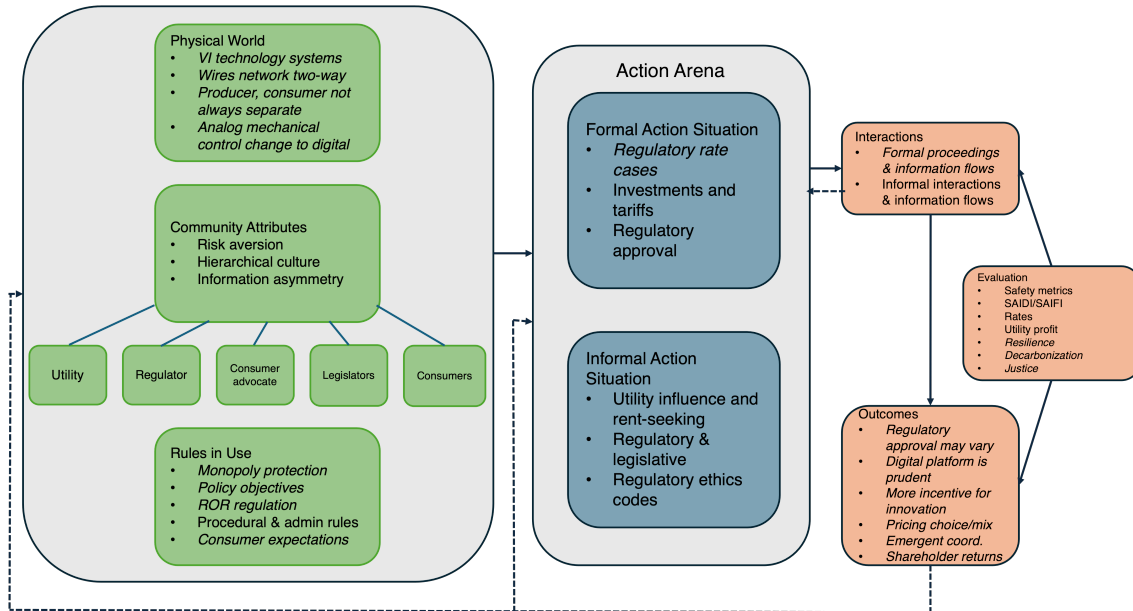 Physical World
• VI technology systems
• Wires network two-way
• Producer, consumer not
always separate
• Analog mechanical
control change to digital
Community Attributes
• Risk aversion
• Hierarchical culture
• Information asymmetry
Utility
Regulator
Consumer
advocate
Legislators
Consumers
Rules in Use
• Monopoly protection
• Policy objectives
• ROR regulation
• Procedural & admin rules
• Consumer expectations
Action Arena
Formal Action Situation
• Regulatory rate
cases
• Investments and
tariffs
• Regulatory
approval
Informal Action
Situation
• Utility influence and
rent-seeking
• Regulatory &
legislative
• Regulatory ethics
codes
Interactions
• Formal proceedings
& information flows
• Informal interactions
& information flows
Evaluation
• Safety metrics
• SAIDI/SAIFI
• Rates
• Utility profit
• Resilience
• Decarbonization
• Justice
Outcomes
• Regulatory
approval may vary
• Digital platform is
prudent
• More incentive for
innovation
• Pricing choice/mix
• Emergent coord.
• Shareholder returns